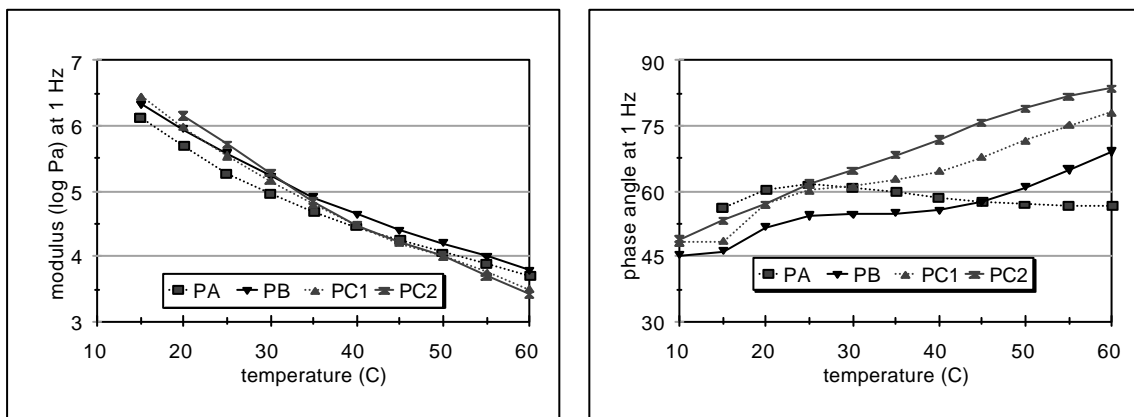 modulus (log Pa) at 1 Hz
7
6
5
4
3
PA PB PC1 PC2
10 20 30 40 50 60
temperature (C)
phase angle at 1 Hz
90
75
60
45
30
PA PB PC1 PC2
10 20 30 40 50 60
temperature (C)